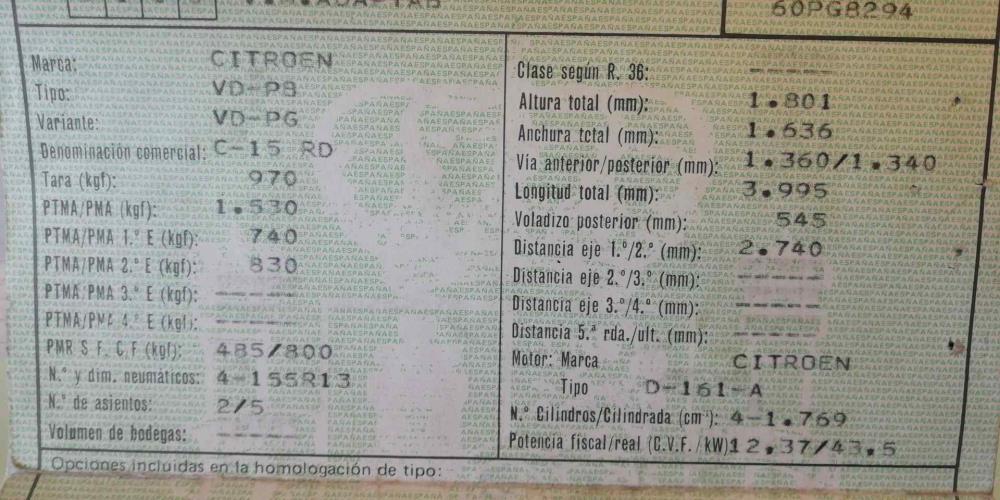 60PG8294
Marca: CITROEN
Tipo: VD-PB
Variante: VD-PG
Denominación comercial: C-15 RD
Tara (kgf): 970
PTMA/PMA (kgf): 1.530
PTMA/PMA 1.º E (kgf): 740
PTMA/PMA 2.º E (kgf): 830
PTMA/PMA 3.º E (kgf): -----
PTMA/PMA 4.º E (kgf): -----
PMR S F. C F (kgf): 485/800
N.º y dim. neumáticos: 4-155R13
N.º de asientos: 2/5
Volumen de bodegas: -----
Clase según R. 36: -----
Altura total (mm): 1.801
Anchura total (mm): 1.636
Vía anterior/posterior (mm): 1.360/1.340
Longitud total (mm): 3.995
Voladizo posterior (mm): 545
Distancia eje 1.º/2.º (mm): 2.740
Distancia eje 2.º/3.º (mm): -----
Distancia eje 3.º/4.º (mm): -----
Distancia 5.ª rda./ult. (mm): -----
Motor: Marca CITROEN
Tipo D-161-A
N.º Cilindros/Cilindrada (cm³): 4-1.769
Potencia fiscal/real (C.V.F./kW) 12.37/43.5
Opciones incluidas en la homologación de tipo: